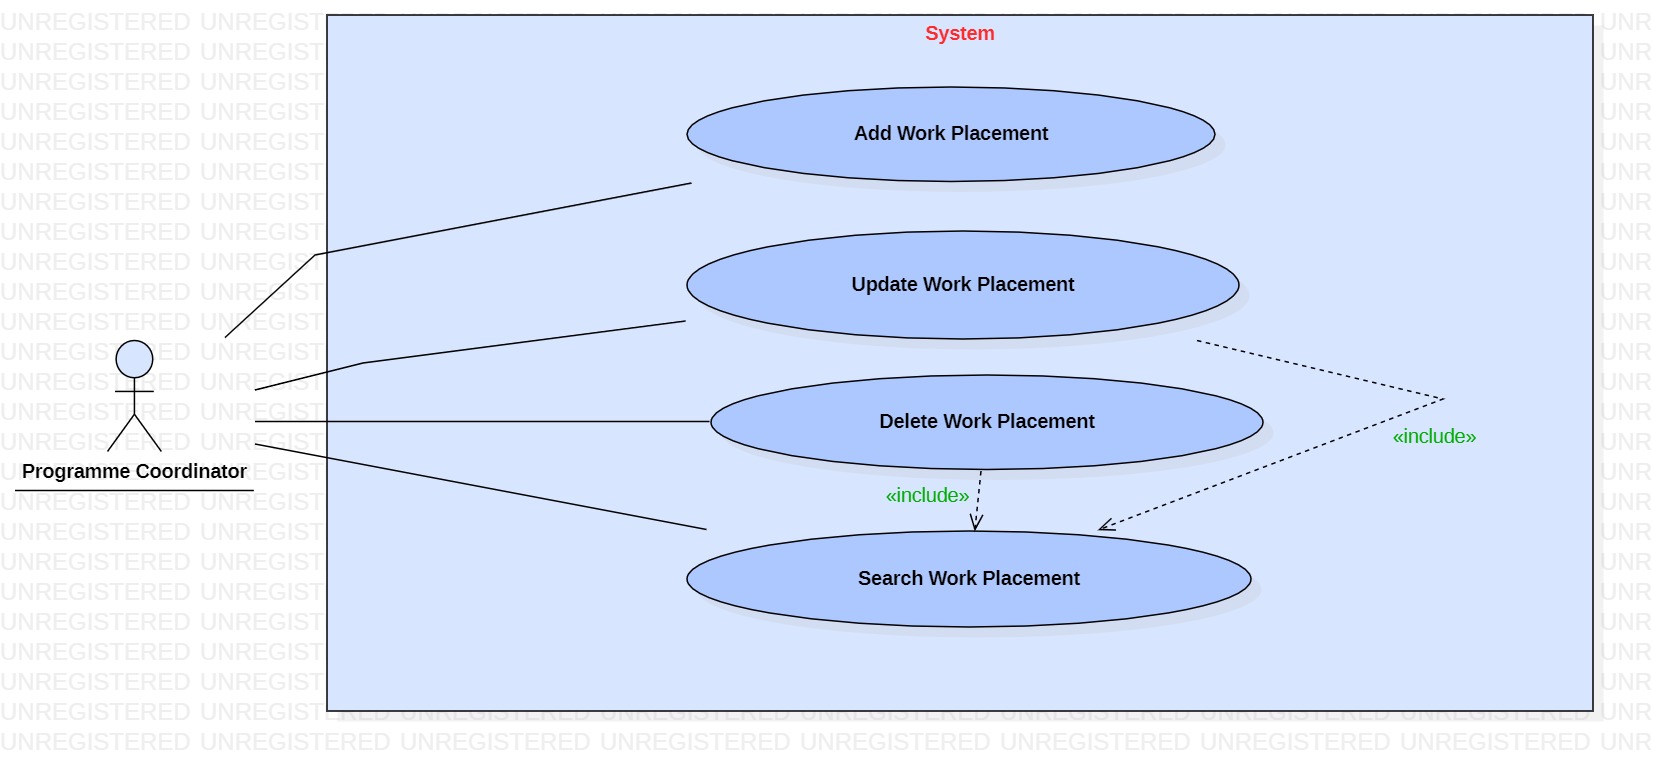 System
Add Work Placement
Update Work Placement
Delete Work Placement
«include»
Programme Coordinator
«include»
Search Work Placement
UNREGISTERED UNREGISTERED UNREGISTERED UNREGISTERED UNREGISTERED UNREGISTERED UNREGISTERED UNREGISTERED UNR